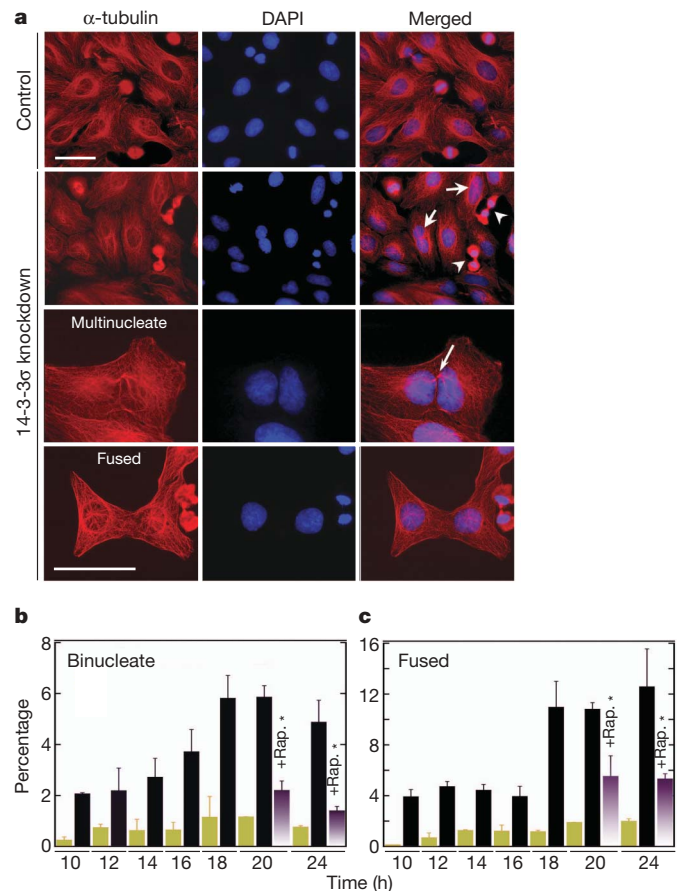 a
α-tubulin DAPI Merged
Control
14-3-3σ knockdown
Multinucleate
Fused
b
Binucleate
Percentage
8
6
4
2
0
+Rap. *
+Rap. *
10 12 14 16 18 20 24
c
Fused
16
12
8
4
0
+Rap. *
+Rap. *
10 12 14 16 18 20 24
Time (h)